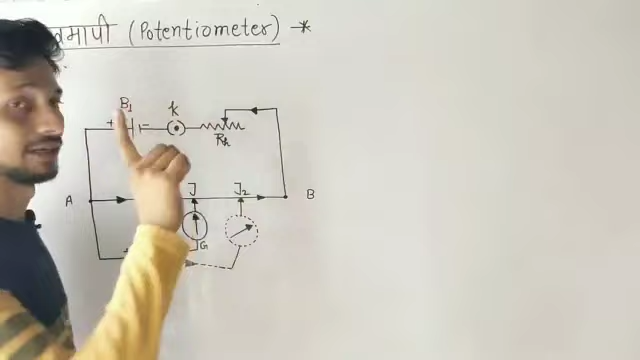 (Potentiometer)
B₁
k
+ −
Rh
A J J₂ B
G
+